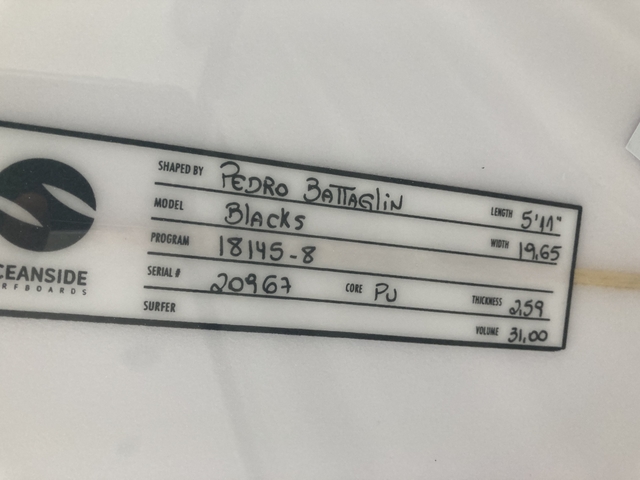 SHAPED BY PEDRO BATTAGLIN LENGTH 5'11"
MODEL BLACKS WIDTH 19,65
PROGRAM 18145-8
SERIAL # 20967 CORE PU THICKNESS 2,59
SURFER VOLUME 31,00
CEANSIDE
RFBOARDS